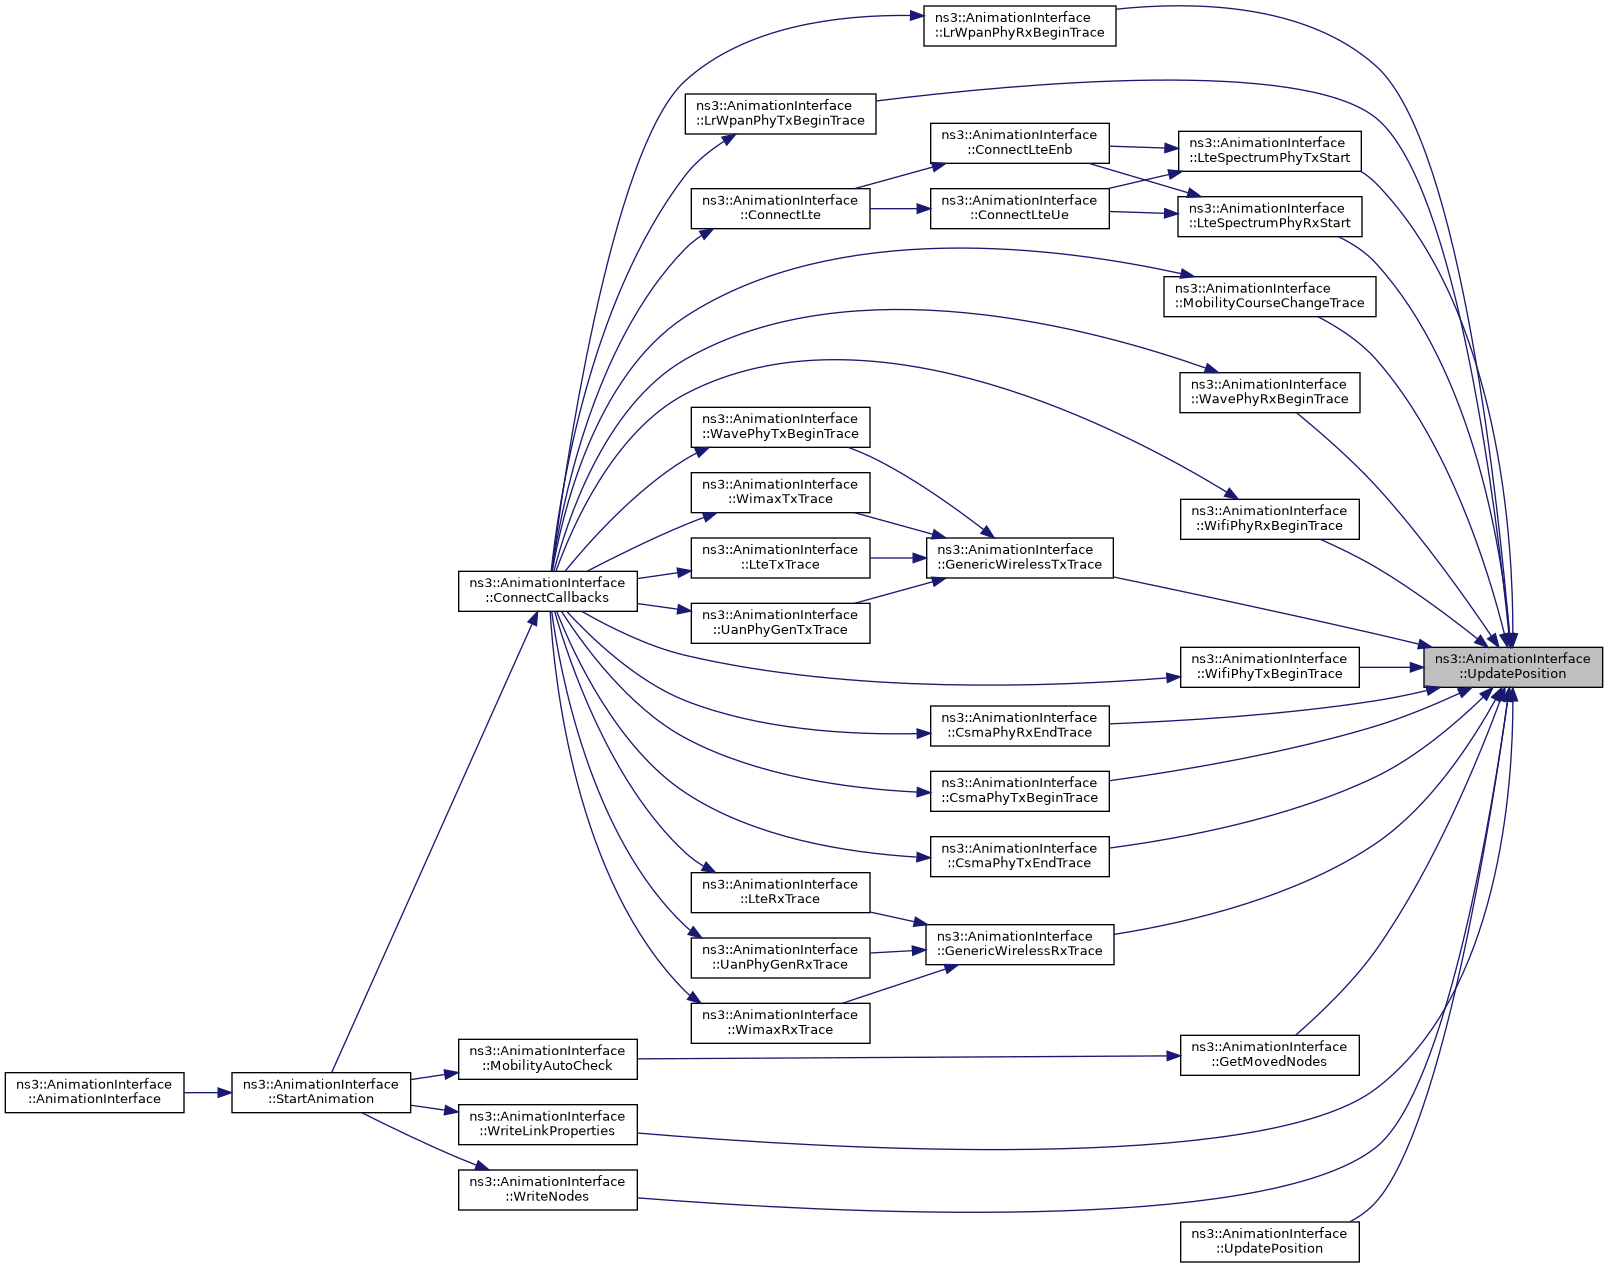 ns3::AnimationInterface
::LrWpanPhyRxBeginTrace
ns3::AnimationInterface
::LrWpanPhyTxBeginTrace
ns3::AnimationInterface
::ConnectLteEnb
ns3::AnimationInterface
::LteSpectrumPhyTxStart
ns3::AnimationInterface
::ConnectLte
ns3::AnimationInterface
::ConnectLteUe
ns3::AnimationInterface
::LteSpectrumPhyRxStart
ns3::AnimationInterface
::MobilityCourseChangeTrace
ns3::AnimationInterface
::WavePhyRxBeginTrace
ns3::AnimationInterface
::WavePhyTxBeginTrace
ns3::AnimationInterface
::WimaxTxTrace
ns3::AnimationInterface
::WifiPhyRxBeginTrace
ns3::AnimationInterface
::LteTxTrace
ns3::AnimationInterface
::GenericWirelessTxTrace
ns3::AnimationInterface
::ConnectCallbacks
ns3::AnimationInterface
::UanPhyGenTxTrace
ns3::AnimationInterface
::WifiPhyTxBeginTrace
ns3::AnimationInterface
::UpdatePosition
ns3::AnimationInterface
::CsmaPhyRxEndTrace
ns3::AnimationInterface
::CsmaPhyTxBeginTrace
ns3::AnimationInterface
::CsmaPhyTxEndTrace
ns3::AnimationInterface
::LteRxTrace
ns3::AnimationInterface
::GenericWirelessRxTrace
ns3::AnimationInterface
::UanPhyGenRxTrace
ns3::AnimationInterface
::WimaxRxTrace
ns3::AnimationInterface
::GetMovedNodes
ns3::AnimationInterface
::MobilityAutoCheck
ns3::AnimationInterface
::AnimationInterface
ns3::AnimationInterface
::StartAnimation
ns3::AnimationInterface
::WriteLinkProperties
ns3::AnimationInterface
::WriteNodes
ns3::AnimationInterface
::UpdatePosition